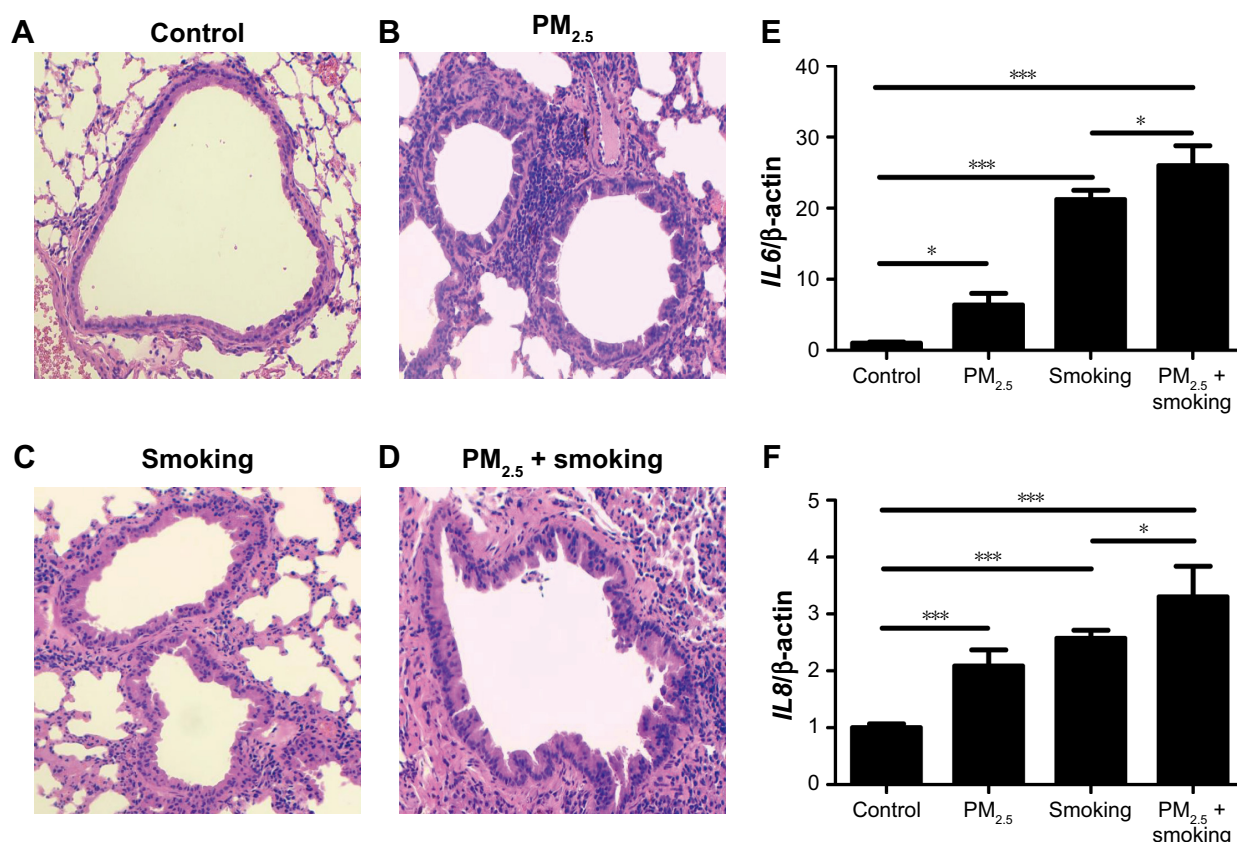 A Control
B PM2.5
C Smoking
D PM2.5 + smoking
E
IL6/β-actin
40
30
20
10
0
***
*
***
*
Control PM2.5 Smoking PM2.5 +
smoking
F
IL8/β-actin
5
4
3
2
1
0
***
*
***
***
Control PM2.5 Smoking PM2.5 +
smoking